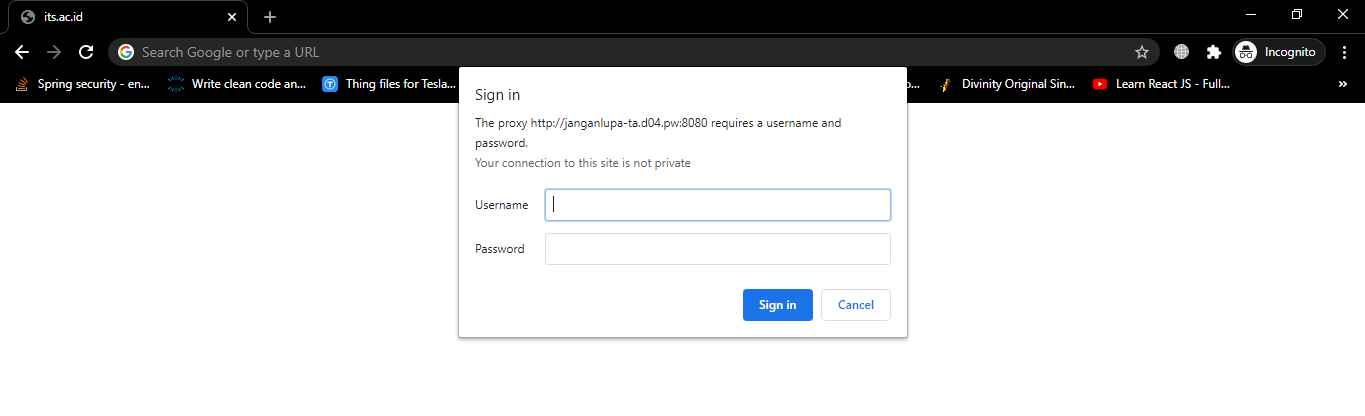 its.ac.id
Search Google or type a URL
Incognito
Spring security - en...
Write clean code an...
Thing files for Tesla...
o...
Divinity Original Sin...
Learn React JS - Full...
»
Sign in
The proxy http://janganlupa-ta.d04.pw:8080 requires a username and
password.
Your connection to this site is not private
Username
Password
Sign in
Cancel